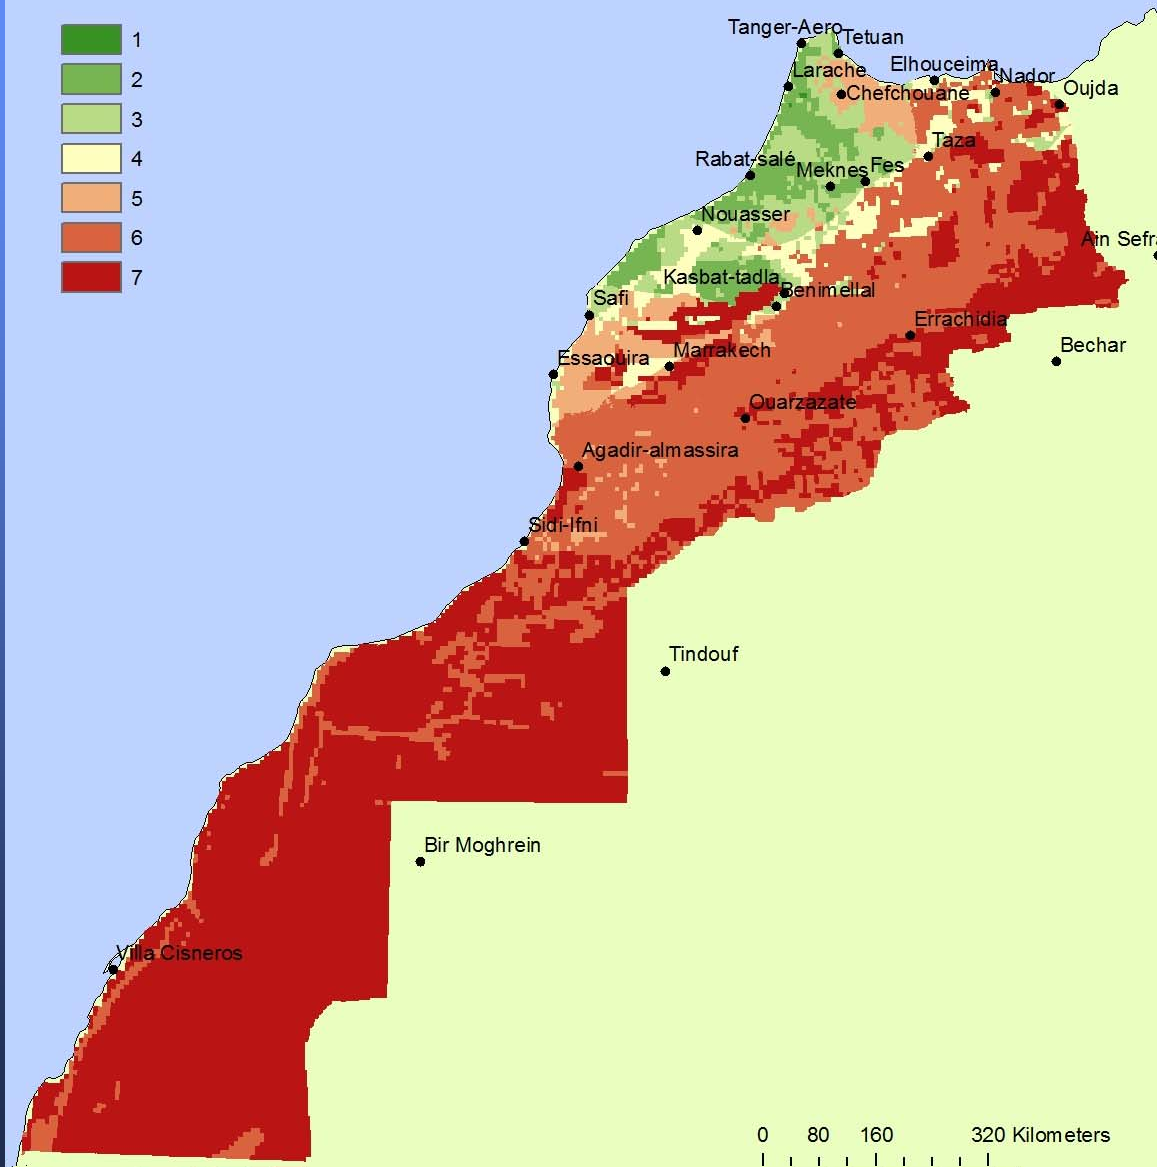 1
2
3
4
5
6
7
Tanger-Aero
Tetuan
Larache
Elhouceima
Nador
Chefchouane
Oujda
Taza
Rabat-salé
Meknes
Fes
Nouasser
Ain Sefra
Kasbat-tadla
Benimellal
Safi
Errachidia
Bechar
Essaouira
Marrakech
Ouarzazate
Agadir-almassira
Sidi-Ifni
Tindouf
Bir Moghrein
Villa Cisneros
0 80 160 320 Kilometers